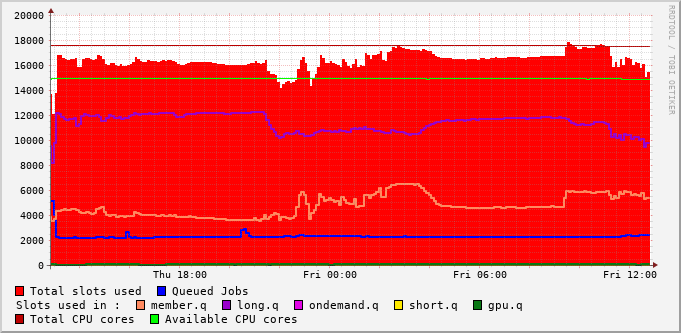 20000
18000
16000
14000
12000
10000
8000
6000
4000
2000
0
Thu 18:00 Fri 00:00 Fri 06:00 Fri 12:00
Total slots used Queued Jobs
Slots used in : member.q long.q ondemand.q short.q gpu.q
Total CPU cores Available CPU cores
RRDTOOL / TOBI OETIKER